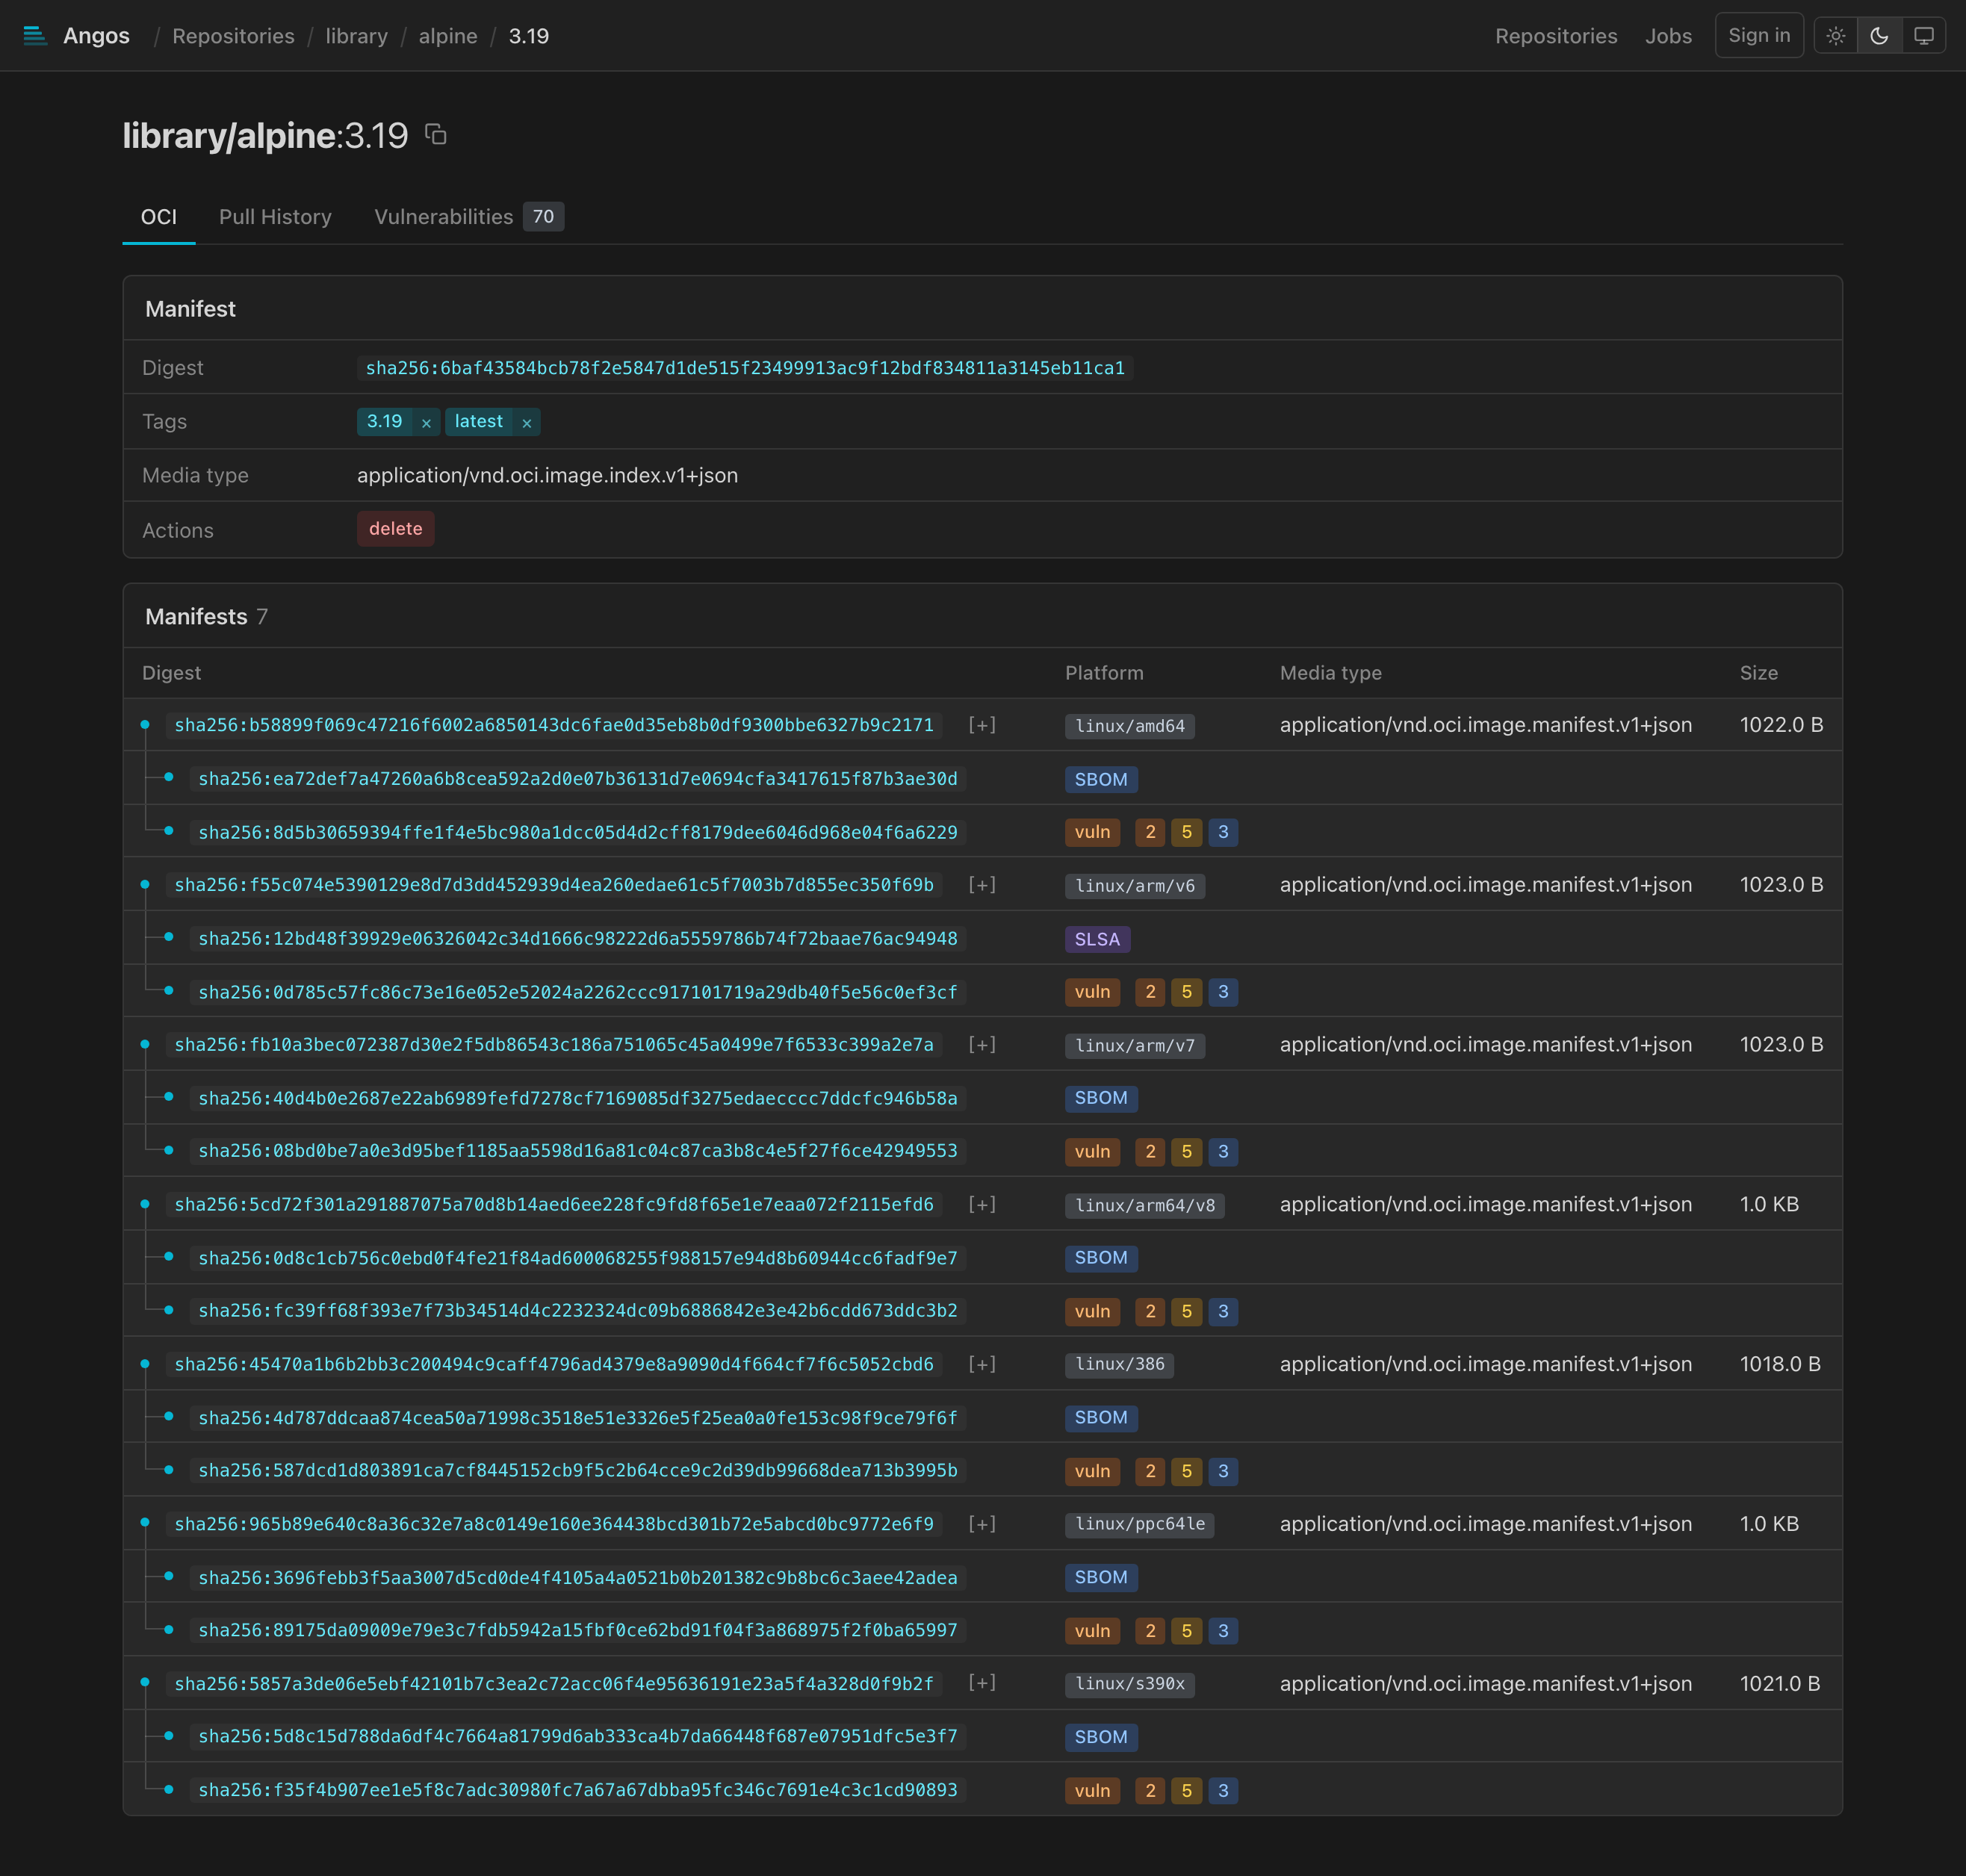 Angos / Repositories / library / alpine / 3.19 Repositories Jobs Sign in
library/alpine:3.19
OCI Pull History Vulnerabilities 70
Manifest
Digest sha256:6baf43584bcb78f2e5847d1de515f23499913ac9f12bdf834811a3145eb11ca1
Tags 3.19 × latest ×
Media type application/vnd.oci.image.index.v1+json
Actions delete
Manifests 7
Digest Platform Media type Size
sha256:b58899f069c47216f6002a6850143dc6fae0d35eb8b0df9300bbe6327b9c2171 [+] linux/amd64 application/vnd.oci.image.manifest.v1+json 1022.0 B
sha256:ea72def7a47260a6b8cea592a2d0e07b36131d7e0694cfa3417615f87b3ae30d SBOM
sha256:8d5b30659394ffe1f4e5bc980a1dcc05d4d2cff8179dee6046d968e04f6a6229 vuln 2 5 3
sha256:f55c074e5390129e8d7d3dd452939d4ea260edae61c5f7003b7d855ec350f69b [+] linux/arm/v6 application/vnd.oci.image.manifest.v1+json 1023.0 B
sha256:12bd48f39929e06326042c34d1666c98222d6a5559786b74f72baae76ac94948 SLSA
sha256:0d785c57fc86c73e16e052e52024a2262ccc917101719a29db40f5e56c0ef3cf vuln 2 5 3
sha256:fb10a3bec072387d30e2f5db86543c186a751065c45a0499e7f6533c399a2e7a [+] linux/arm/v7 application/vnd.oci.image.manifest.v1+json 1023.0 B
sha256:40d4b0e2687e22ab6989fefd7278cf7169085df3275edaecccc7ddcfc946b58a SBOM
sha256:08bd0be7a0e3d95bef1185aa5598d16a81c04c87ca3b8c4e5f27f6ce42949553 vuln 2 5 3
sha256:5cd72f301a291887075a70d8b14aed6ee228fc9fd8f65e1e7eaa072f2115efd6 [+] linux/arm64/v8 application/vnd.oci.image.manifest.v1+json 1.0 KB
sha256:0d8c1cb756c0ebd0f4fe21f84ad600068255f988157e94d8b60944cc6fadf9e7 SBOM
sha256:fc39ff68f393e7f73b34514d4c2232324dc09b6886842e3e42b6cdd673ddc3b2 vuln 2 5 3
sha256:45470a1b6b2bb3c200494c9caff4796ad4379e8a9090d4f664cf7f6c5052cbd6 [+] linux/386 application/vnd.oci.image.manifest.v1+json 1018.0 B
sha256:4d787ddcaa874cea50a71998c3518e51e3326e5f25ea0a0fe153c98f9ce79f6f SBOM
sha256:587dcd1d803891ca7cf8445152cb9f5c2b64cce9c2d39db99668dea713b3995b vuln 2 5 3
sha256:965b89e640c8a36c32e7a8c0149e160e364438bcd301b72e5abcd0bc9772e6f9 [+] linux/ppc64le application/vnd.oci.image.manifest.v1+json 1.0 KB
sha256:3696febb3f5aa3007d5cd0de4f4105a4a0521b0b201382c9b8bc6c3aee42adea SBOM
sha256:89175da09009e79e3c7fdb5942a15fbf0ce62bd91f04f3a868975f2f0ba65997 vuln 2 5 3
sha256:5857a3de06e5ebf42101b7c3ea2c72acc06f4e95636191e23a5f4a328d0f9b2f [+] linux/s390x application/vnd.oci.image.manifest.v1+json 1021.0 B
sha256:5d8c15d788da6df4c7664a81799d6ab333ca4b7da66448f687e07951dfc5e3f7 SBOM
sha256:f35f4b907ee1e5f8c7adc30980fc7a67a67dbba95fc346c7691e4c3c1cd90893 vuln 2 5 3